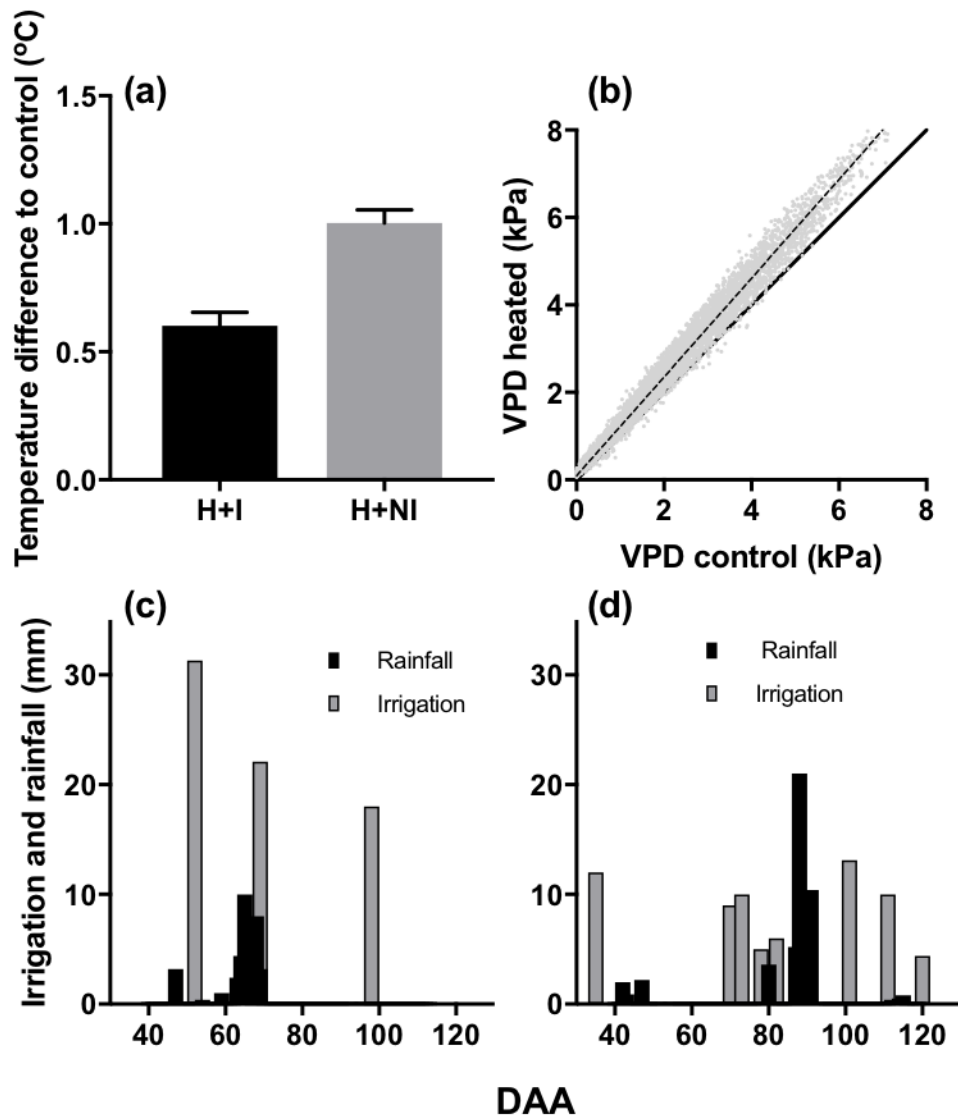 (a)
Temperature difference to control (ºC)
1.5
1.0
0.5
0.0
H+I
H+NI
(b)
VPD heated (kPa)
8
6
4
2
0
0 2 4 6 8
VPD control (kPa)
(c)
Irrigation and rainfall (mm)
Rainfall
Irrigation
30
20
10
0
40 60 80 100 120
(d)
Rainfall
Irrigation
30
20
10
0
40 60 80 100 120
DAA